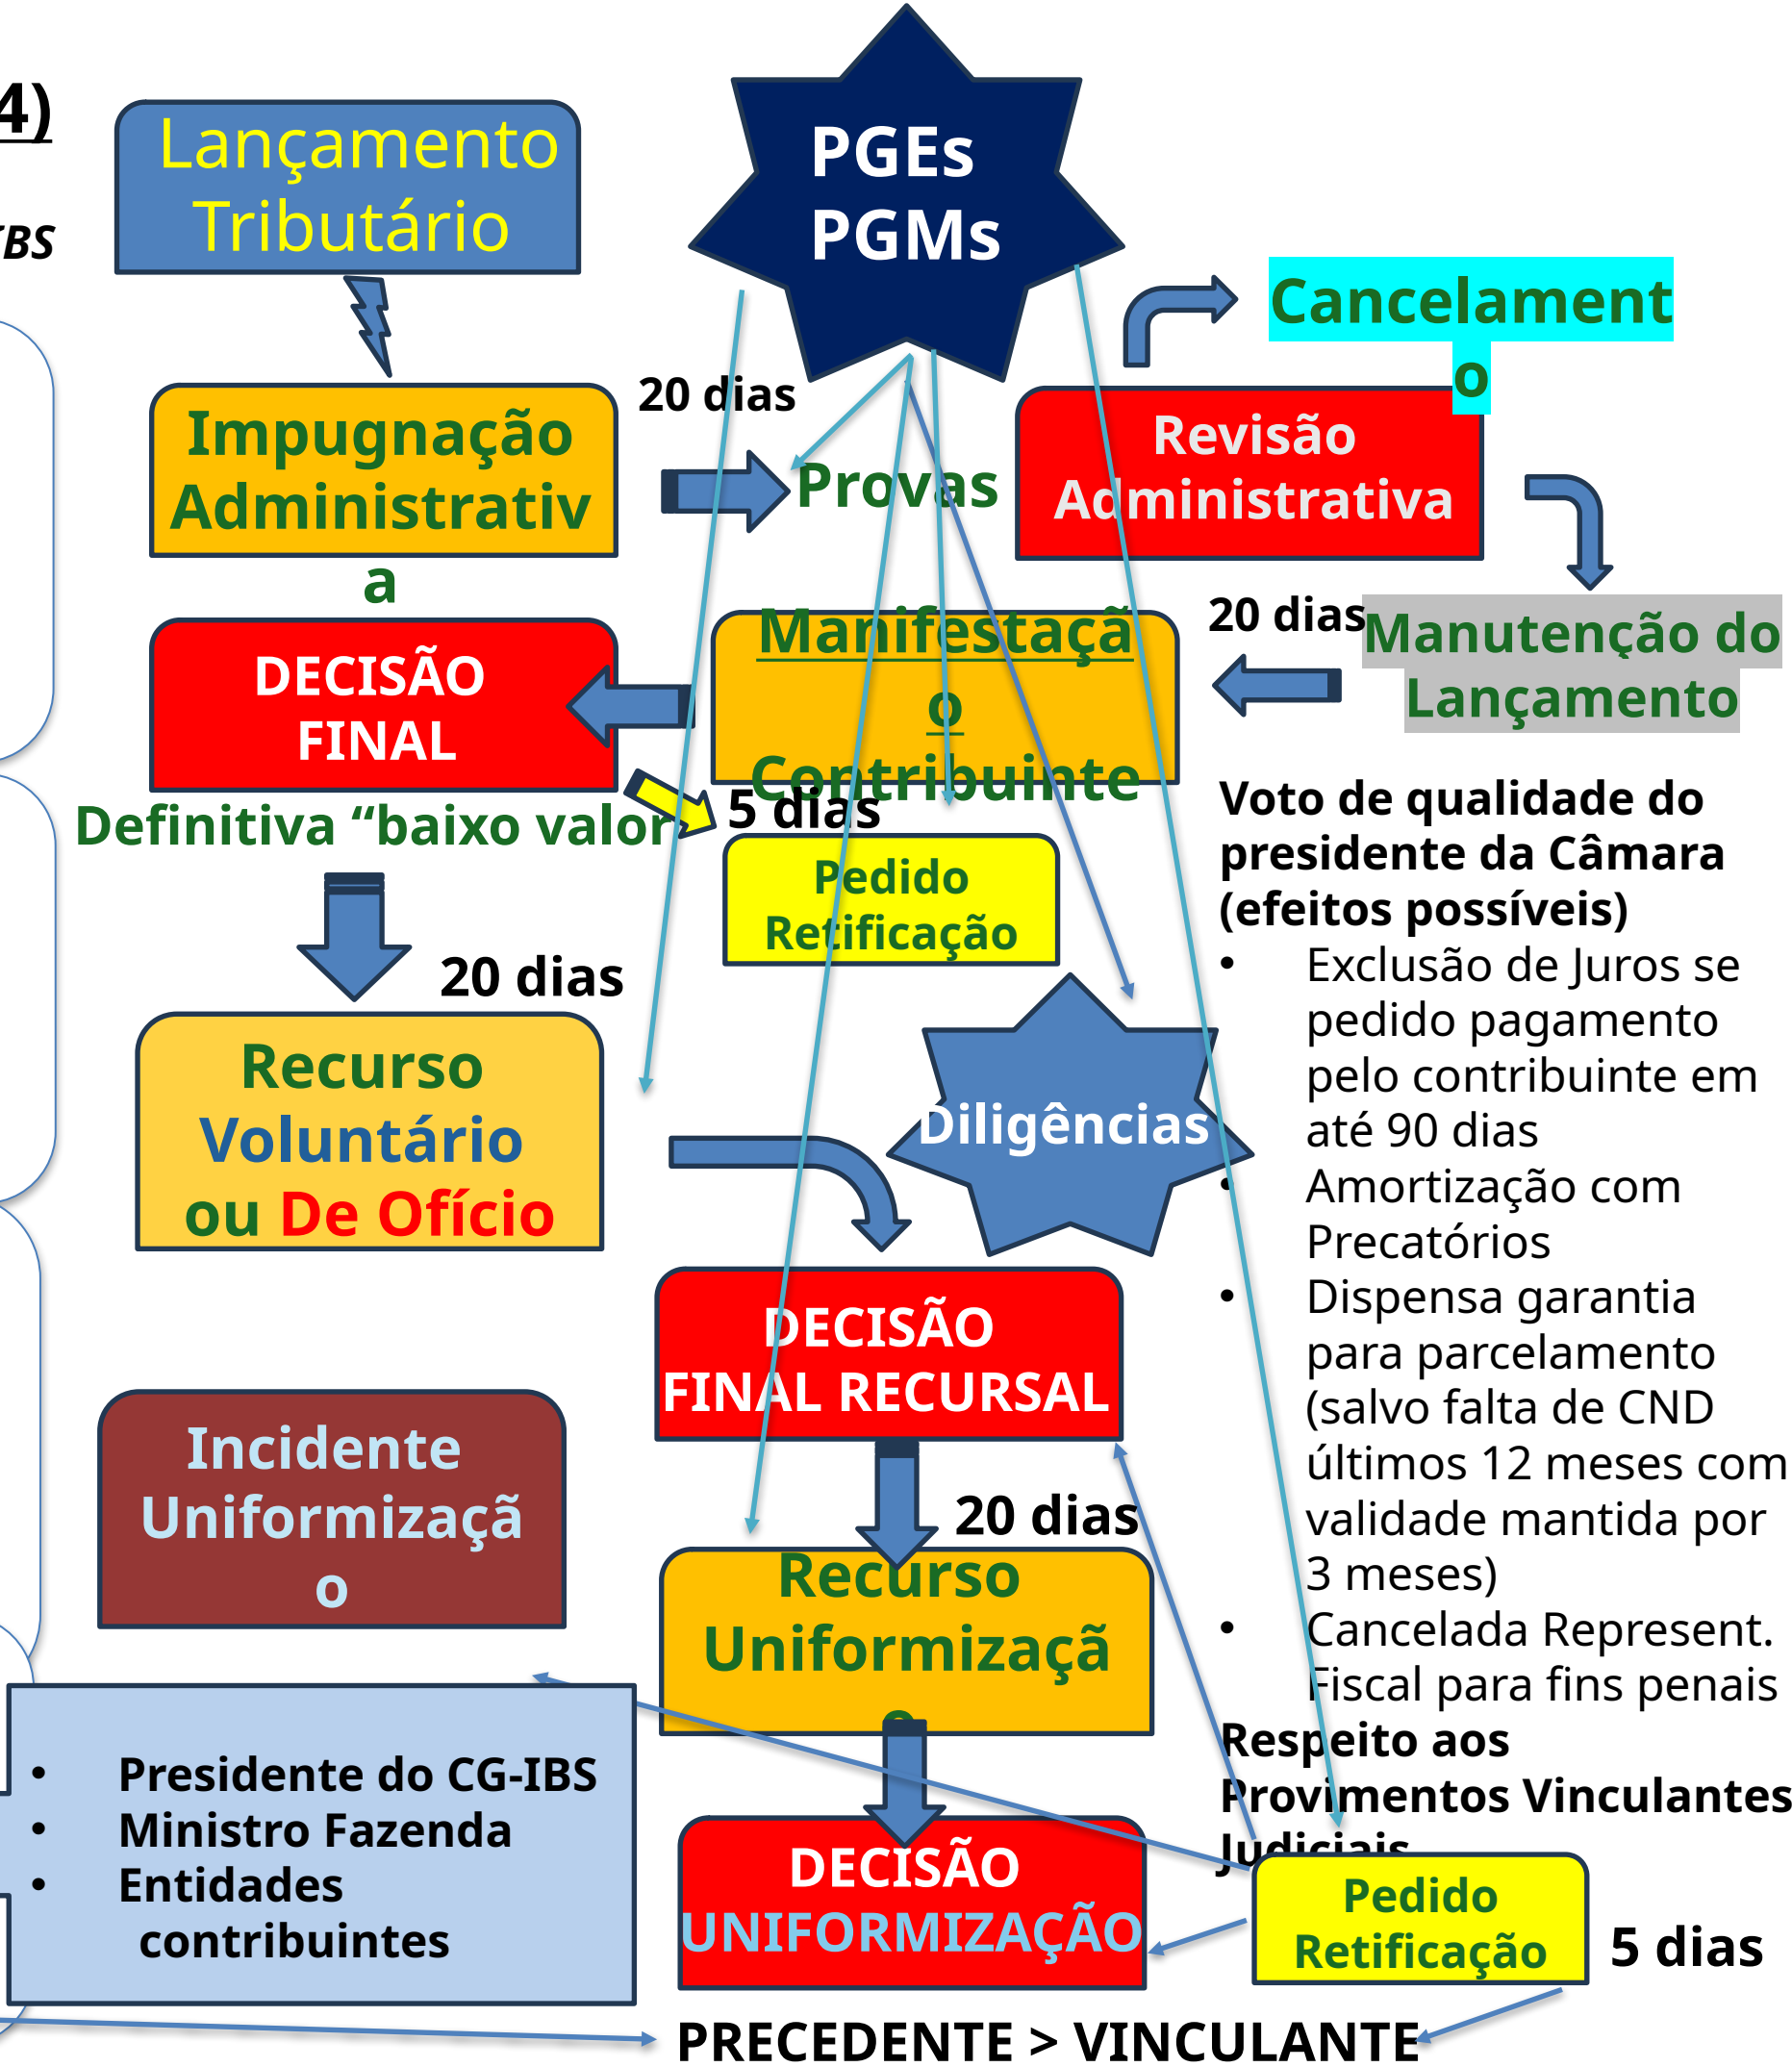 4)
IBS
Lançamento
Tributário
PGEs
PGMs
Cancelament
o
20 dias
Impugnação
Administrativ
a
Provas
Revisão
Administrativa
20 dias
Manutenção do
Lançamento
Manifestaçã
o
Contribuinte
DECISÃO
FINAL
Definitiva “baixo valor
5 dias
Pedido
Retificação
20 dias
Recurso
Voluntário
ou De Ofício
Diligências
Voto de qualidade do
presidente da Câmara
(efeitos possíveis)
• Exclusão de Juros se
pedido pagamento
pelo contribuinte em
até 90 dias
• Amortização com
Precatórios
• Dispensa garantia
para parcelamento
(salvo falta de CND
últimos 12 meses com
validade mantida por
3 meses)
• Cancelada Represent.
Fiscal para fins penais
Respeito aos
Provimentos Vinculantes
Judiciais
DECISÃO
FINAL RECURSAL
20 dias
Incidente
Uniformizaçã
o
Recurso
Uniformizaçã
o
• Presidente do CG-IBS
• Ministro Fazenda
• Entidades
contribuintes
DECISÃO
UNIFORMIZAÇÃO
Pedido
Retificação
5 dias
PRECEDENTE > VINCULANTE